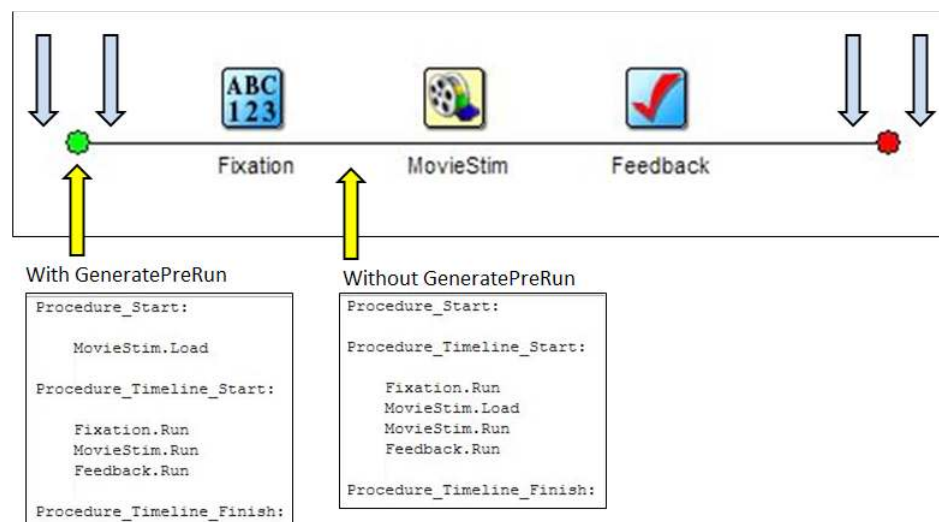 ABC
123
Fixation
MovieStim
Feedback
With GeneratePreRun
Procedure_Start:
MovieStim.Load
Procedure_Timeline_Start:
Fixation.Run
MovieStim.Run
Feedback.Run
Procedure_Timeline_Finish:
Without GeneratePreRun
Procedure_Start:
Procedure_Timeline_Start:
Fixation.Run
MovieStim.Load
MovieStim.Run
Feedback.Run
Procedure_Timeline_Finish: